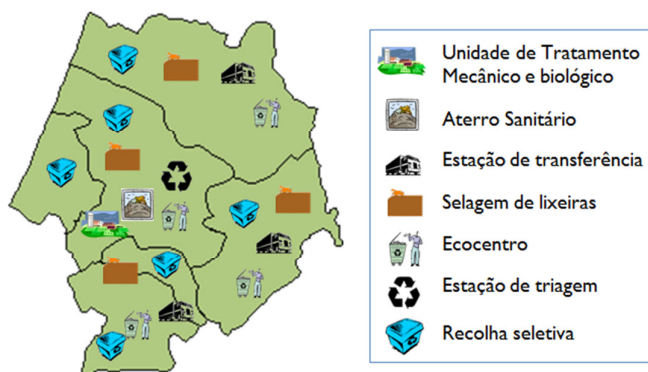 Unidade de Tratamento
Mecânico e biológico
Aterro Sanitário
Estação de transferência
Selagem de lixeiras
Ecocentro
Estação de triagem
Recolha seletiva